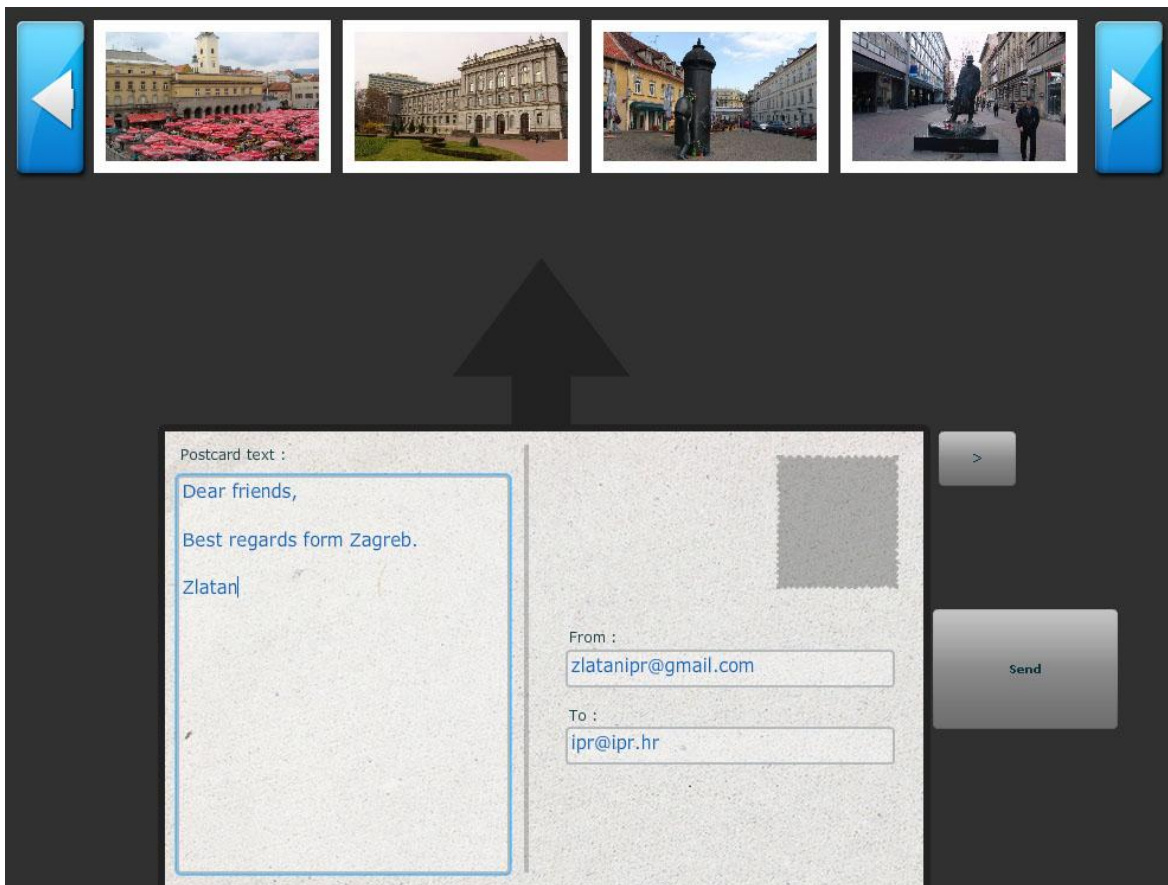 Postcard text :
Dear friends,
Best regards form Zagreb.
Zlatan
>
From :
zlatanipr@gmail.com
Send
To :
ipr@ipr.hr